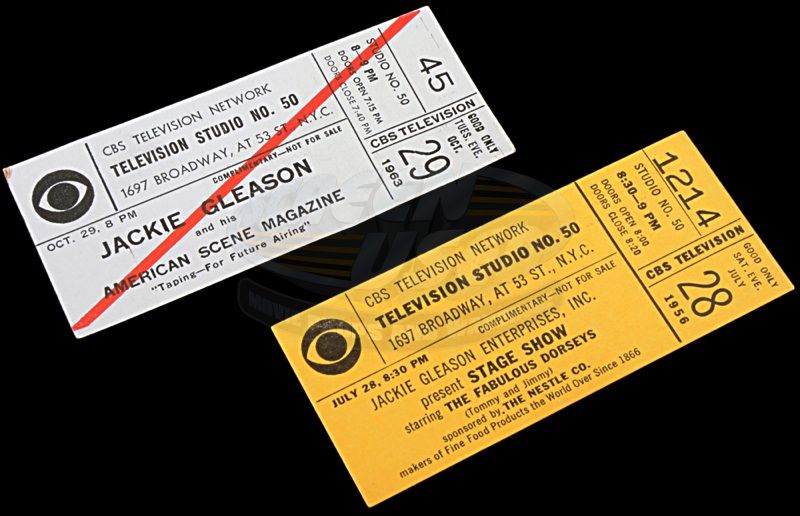 CBS TELEVISION NETWORK
TELEVISION STUDIO NO. 50
1697 BROADWAY, AT 53 ST., N.Y.C.
COMPLIMENTARY—NOT FOR SALE
OCT. 29, 8 PM
JACKIE GLEASON
and his
AMERICAN SCENE MAGAZINE
"Taping—For Future Airing"
8—9 PM
DOORS OPEN 7:15 PM
DOORS CLOSE 7:40 PM
STUDIO NO. 50
45
CBS TELEVISION
GOOD ONLY
TUES. EVE.
OCT.
29
1963
CBS TELEVISION NETWORK
TELEVISION STUDIO NO. 50
1697 BROADWAY, AT 53 ST., N.Y.C.
COMPLIMENTARY—NOT FOR SALE
JULY 28, 8:30 PM
JACKIE GLEASON ENTERPRISES, INC.
present STAGE SHOW
starring THE FABULOUS DORSEYS
(Tommy and Jimmy)
sponsored by THE NESTLE CO.
makers of Fine Food Products the World Over Since 1866
8:30-9 PM
DOORS OPEN 8:00
DOORS CLOSE 8:20
STUDIO NO. 50
1214
CBS TELEVISION
GOOD ONLY
SAT. EVE.
JULY
28
1956